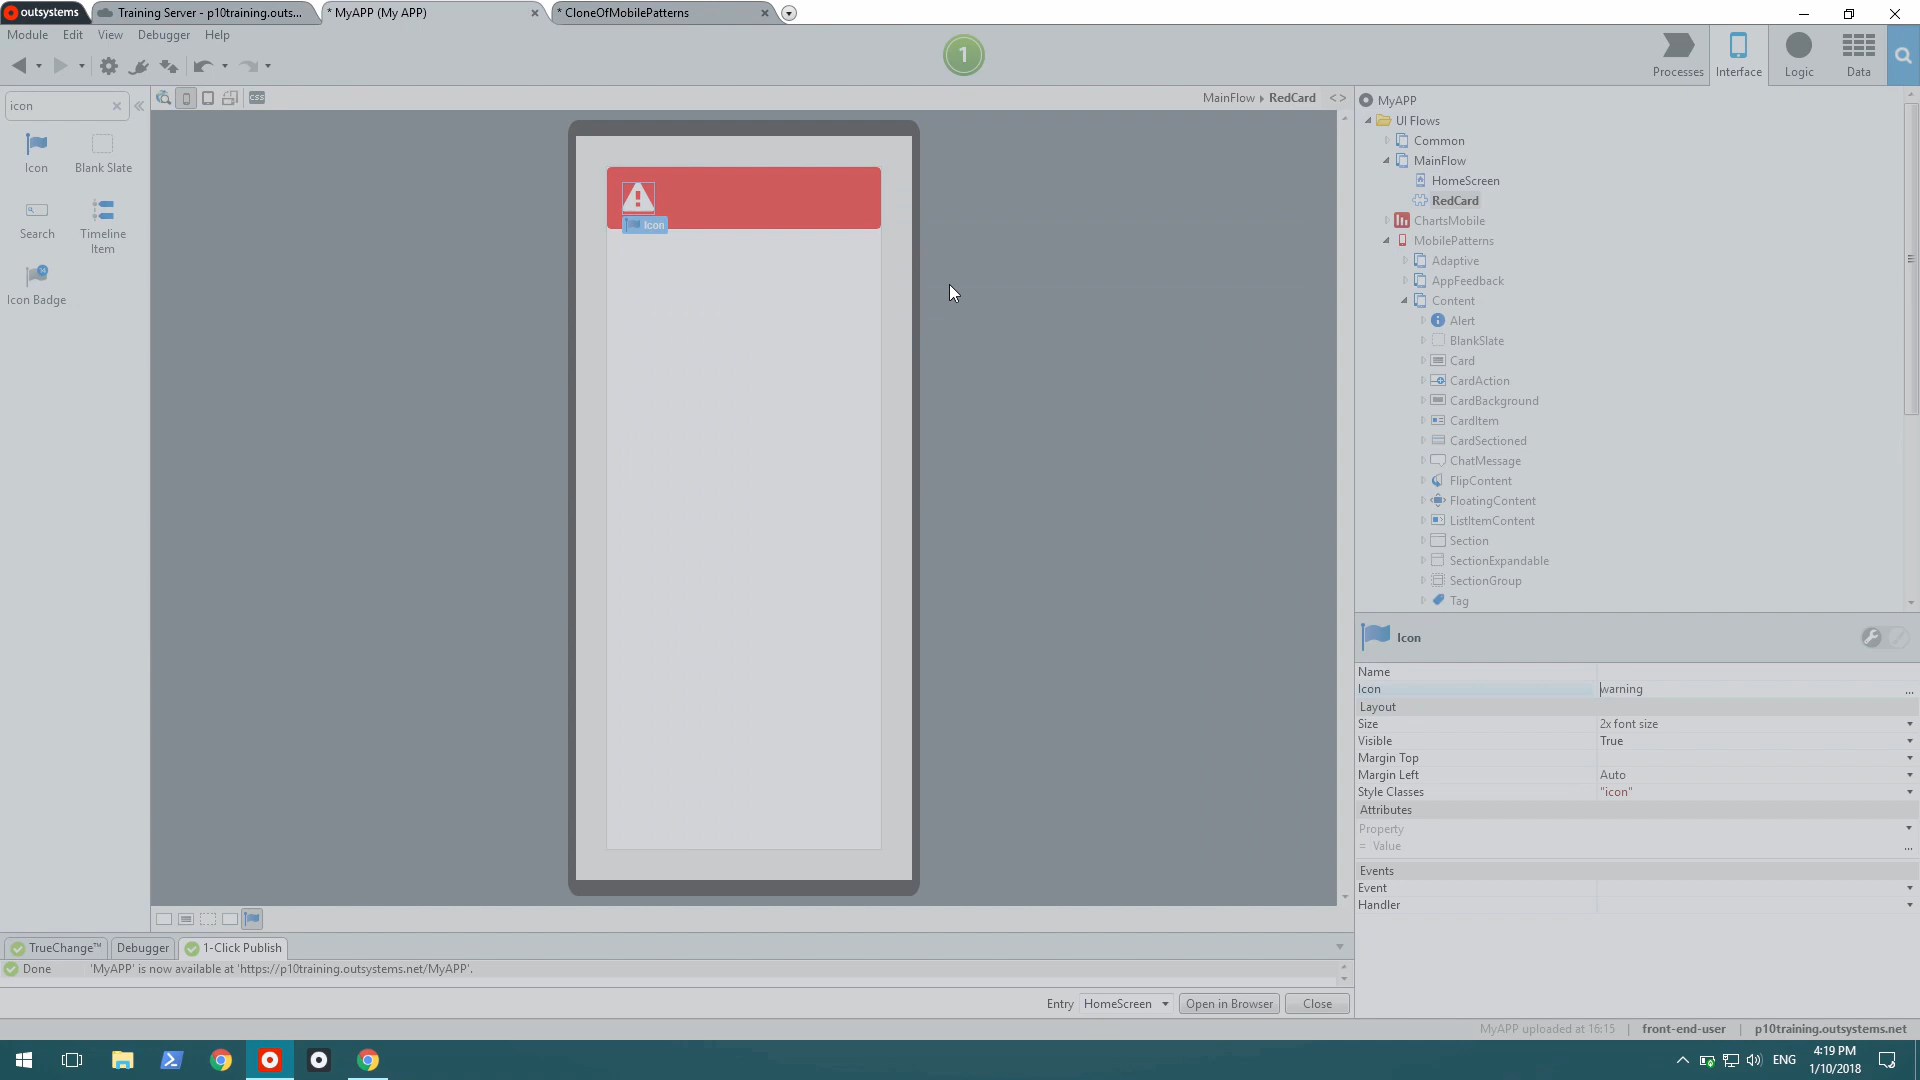 outsystems
Training Server - p10training.outs...
* MyAPP (My APP)
* CloneOfMobilePatterns
Module Edit View Debugger Help
1
Processes
Interface
Logic
Data
icon
CSS
MainFlow RedCard
Icon
Blank Slate
Search
Timeline
Item
Icon Badge
Icon
MyAPP
UI Flows
Common
MainFlow
HomeScreen
RedCard
ChartsMobile
MobilePatterns
Adaptive
AppFeedback
Content
Alert
BlankSlate
Card
CardAction
CardBackground
CardItem
CardSectioned
ChatMessage
FlipContent
FloatingContent
ListItemContent
Section
SectionExpandable
SectionGroup
Tag
Icon
Name
Icon warning ...
Layout
Size 2x font size
Visible True
Margin Top
Margin Left Auto
Style Classes "icon"
Attributes
Property
= Value ...
Events
Event
Handler
TrueChange™ Debugger 1-Click Publish
Done 'MyAPP' is now available at 'https://p10training.outsystems.net/MyAPP'.
Entry HomeScreen Open in Browser Close
MyAPP uploaded at 16:15 front-end-user p10training.outsystems.net
ENG
4:19 PM
1/10/2018